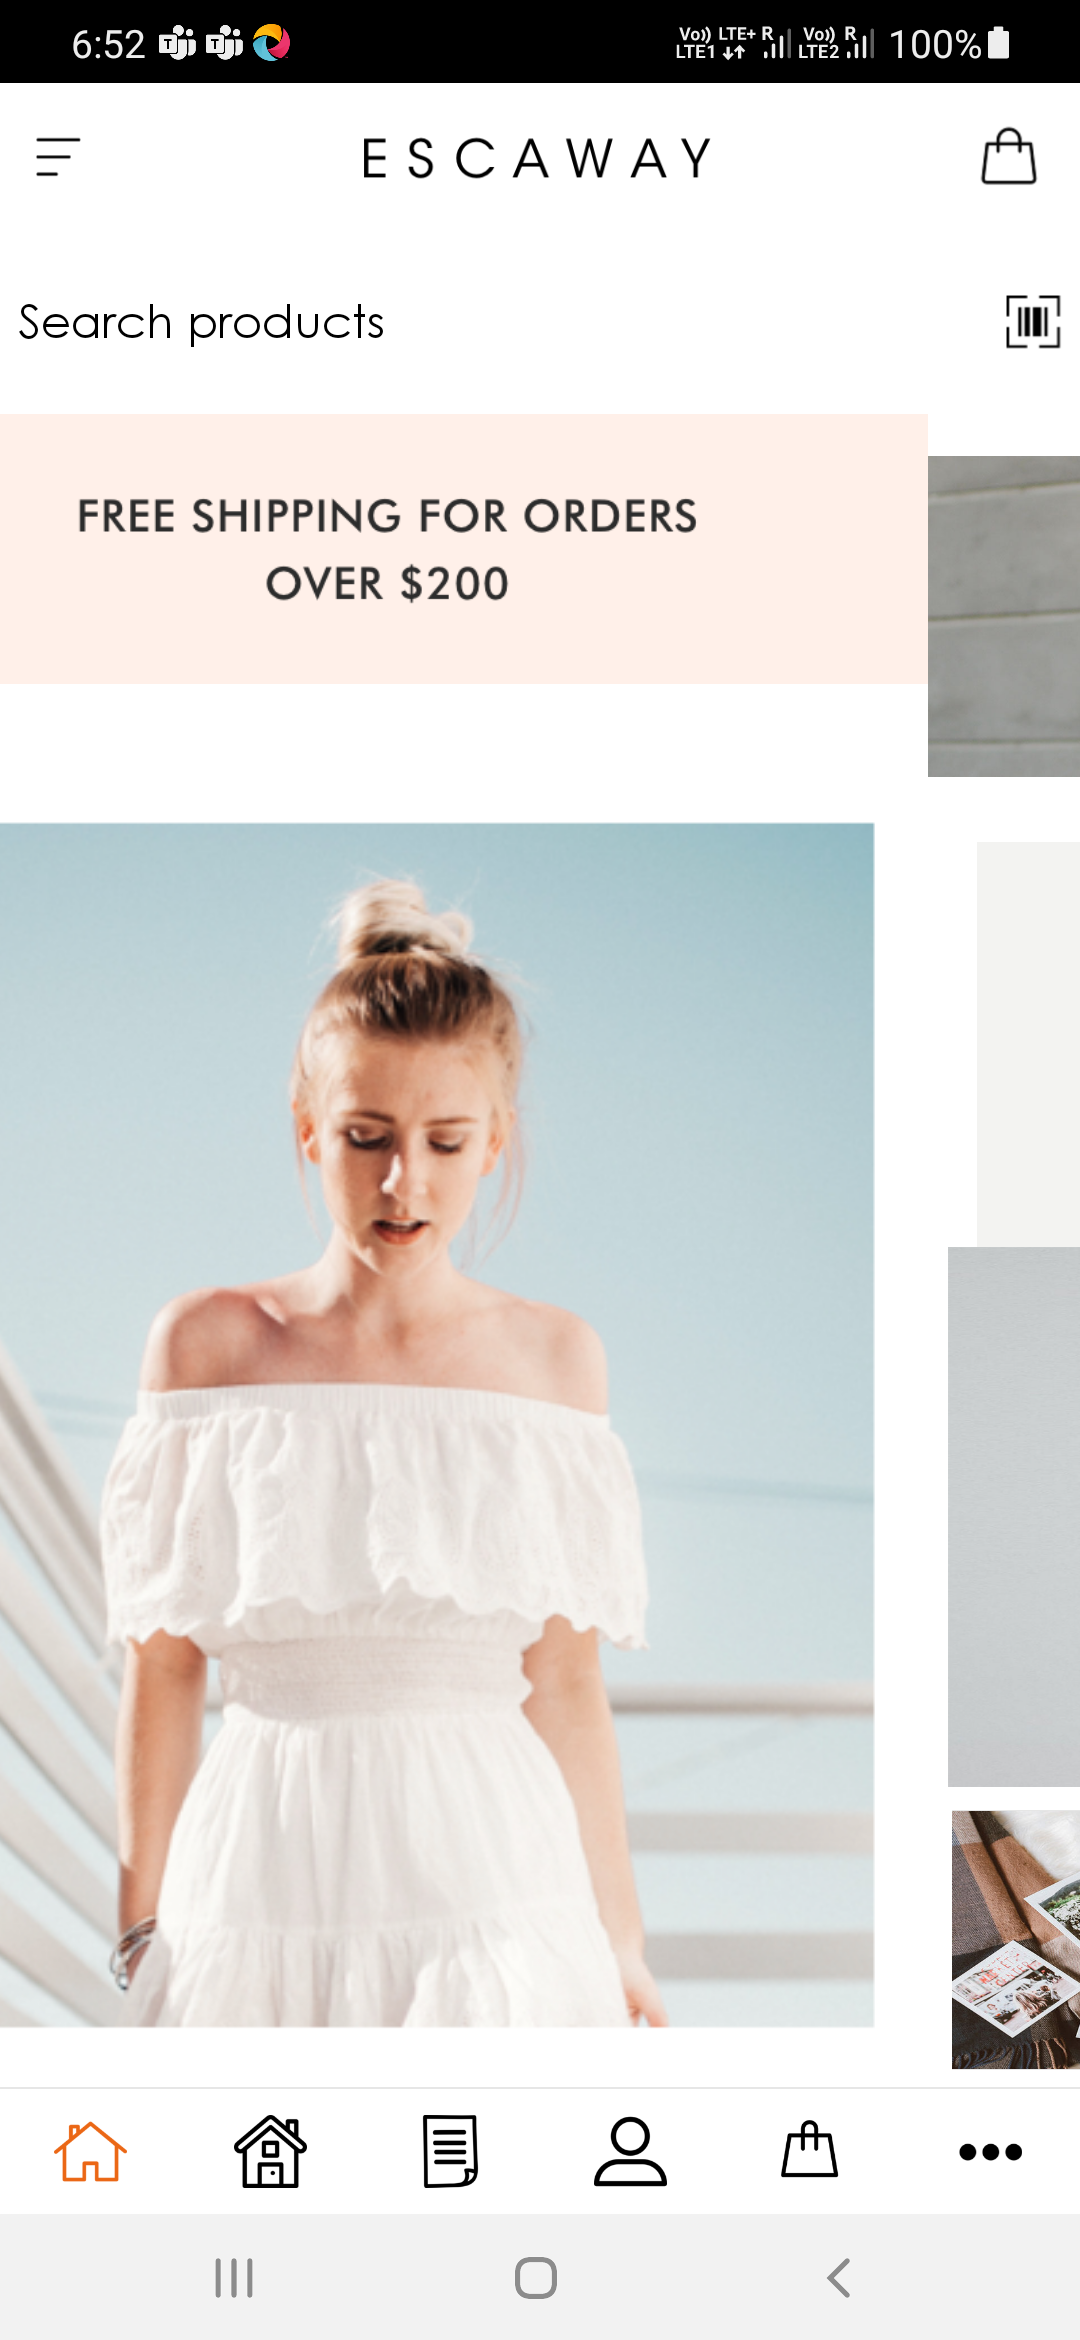 6:52
Vo)) LTE+ R Vo)) R
LTE1 LTE2 100%
ESCAWAY
Search products
FREE SHIPPING FOR ORDERS
OVER $200